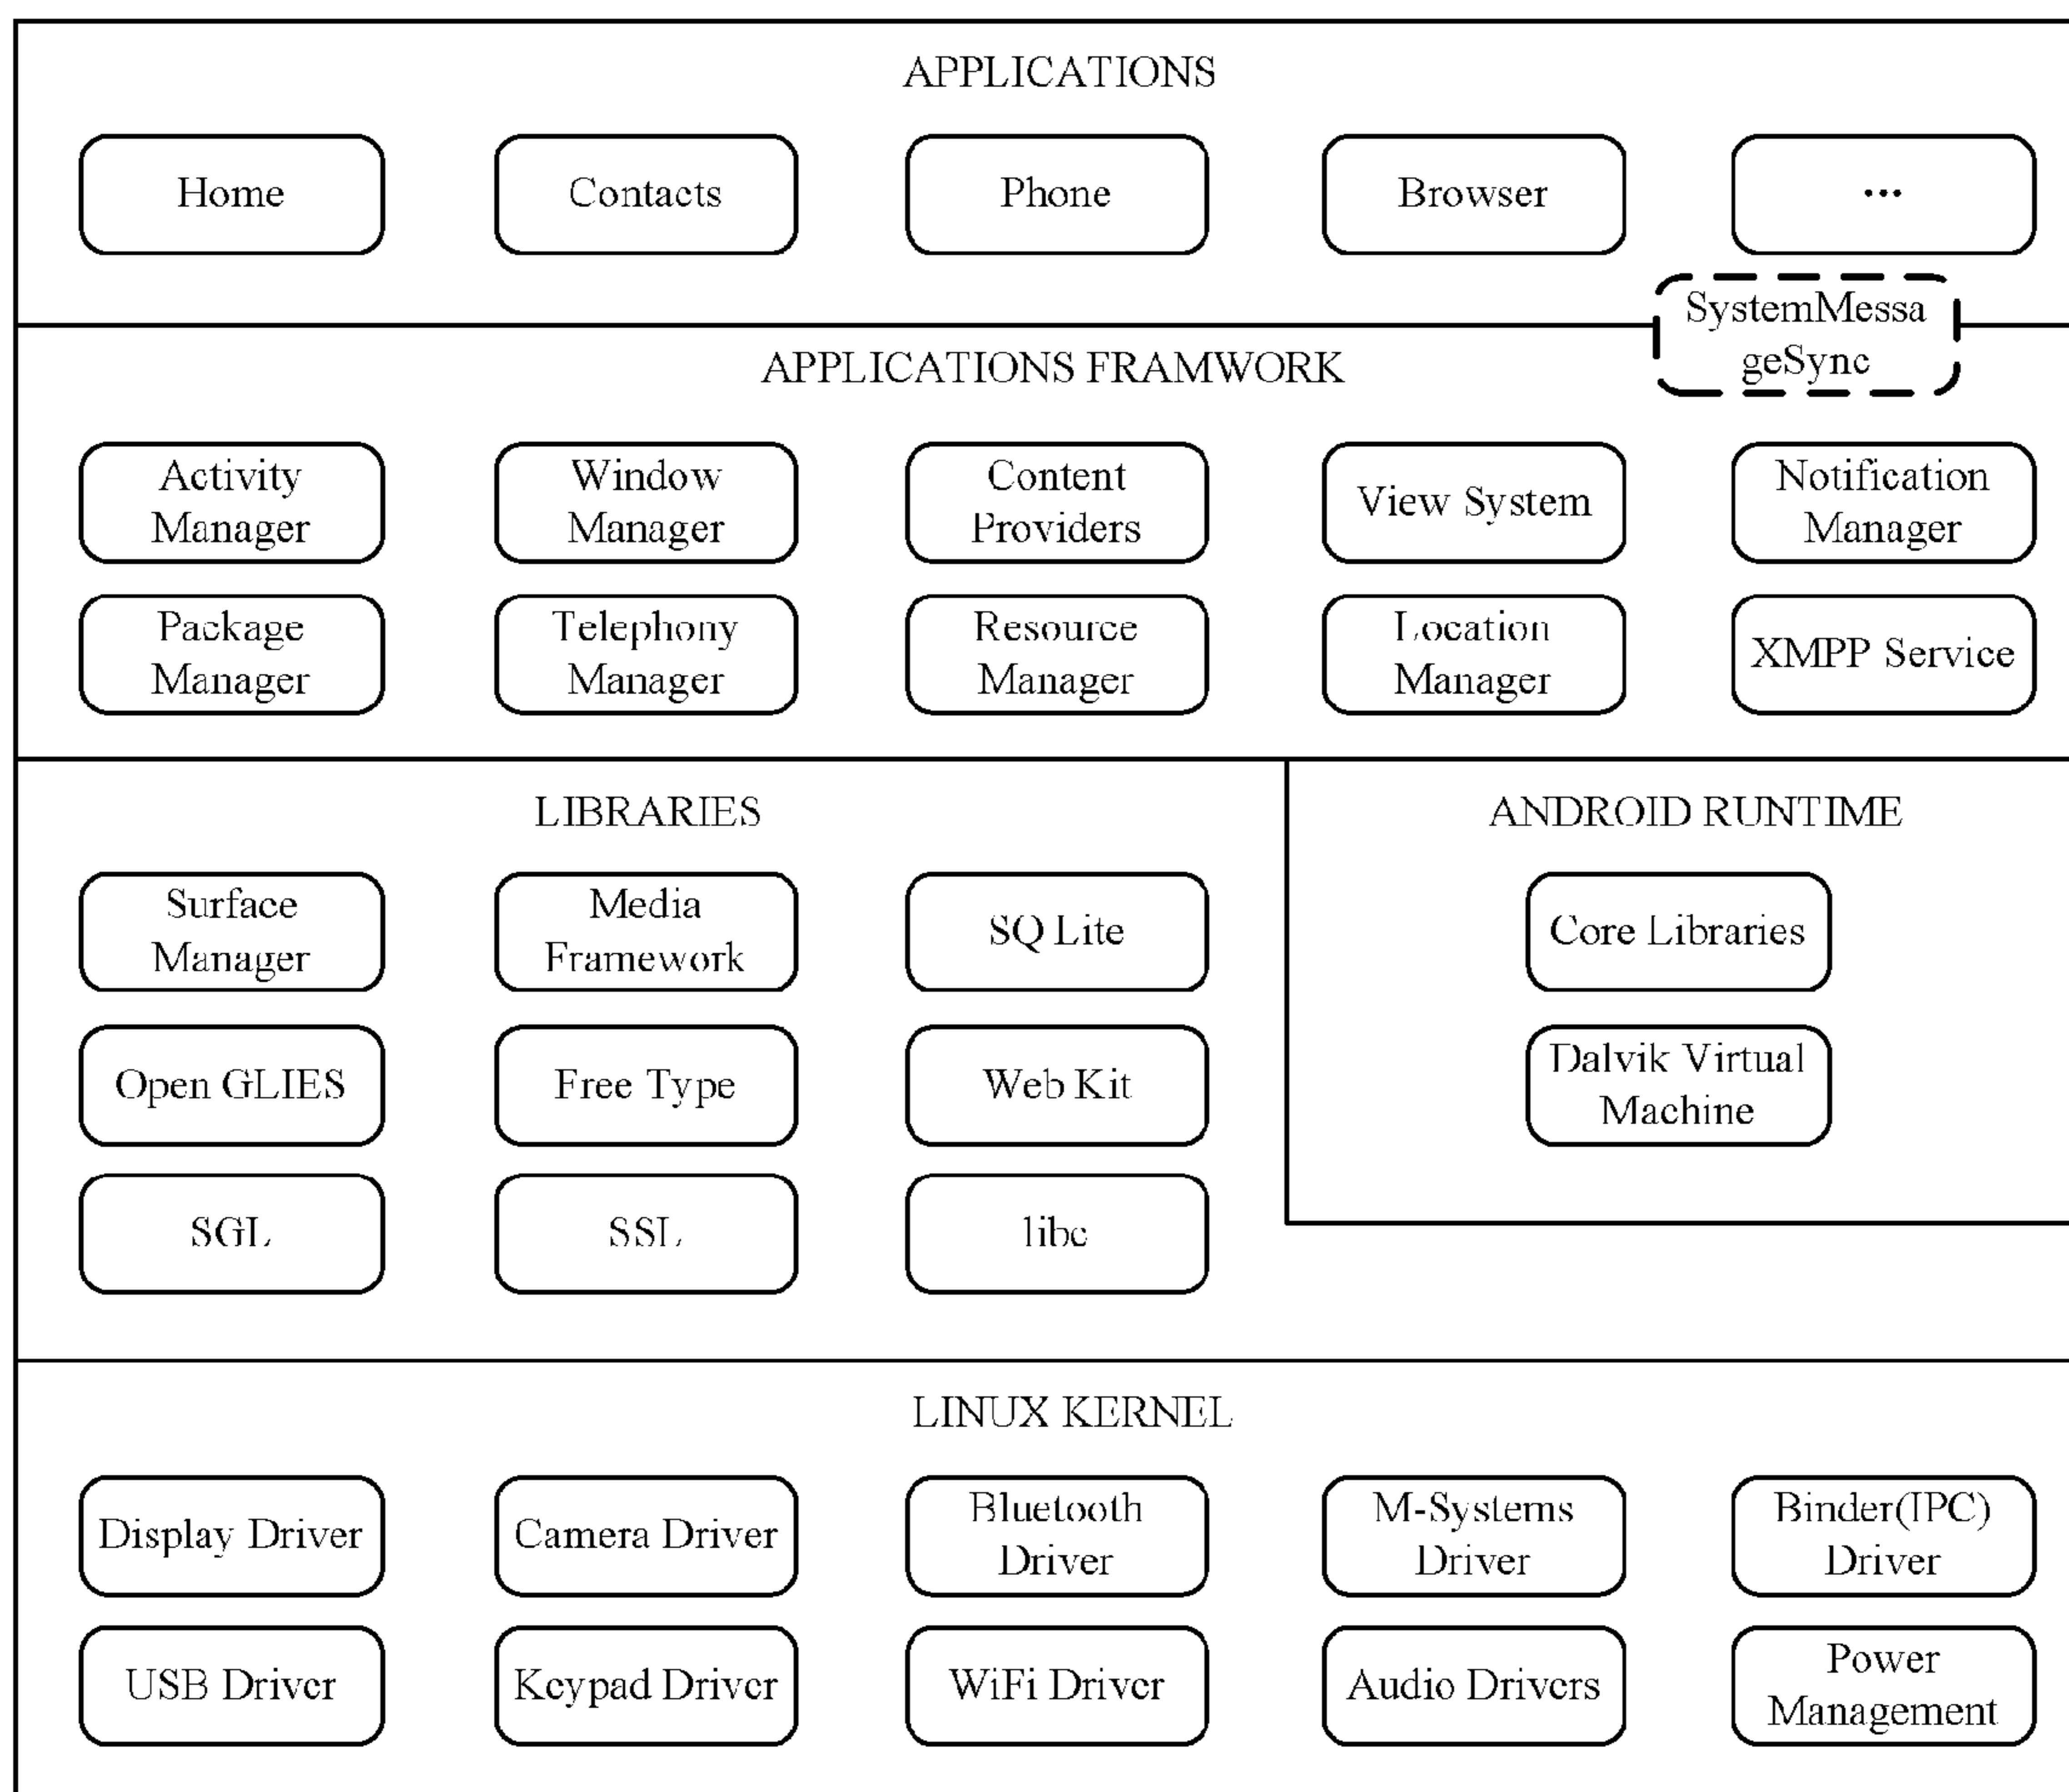 APPLICATIONS
Home
Contacts
Phone
Browser
...
SystemMessa
geSync
APPLICATIONS FRAMWORK
Activity
Manager
Window
Manager
Content
Providers
View System
Notification
Manager
Package
Manager
Telephony
Manager
Resource
Manager
Location
Manager
XMPP Service
LIBRARIES
Surface
Manager
Media
Framework
SQ Lite
Open GLIES
Free Type
Web Kit
SGL
SSL
libc
ANDROID RUNTIME
Core Libraries
Dalvik Virtual
Machine
LINUX KERNEL
Display Driver
Camera Driver
Bluetooth
Driver
M-Systems
Driver
Binder(IPC)
Driver
USB Driver
Keypad Driver
WiFi Driver
Audio Drivers
Power
Management